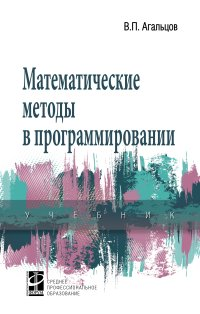 В.П. Агальцов
Математические
методы
в программировании
УЧЕБНИК
СРЕДНЕЕ
ПРОФЕССИОНАЛЬНОЕ
ОБРАЗОВАНИЕ